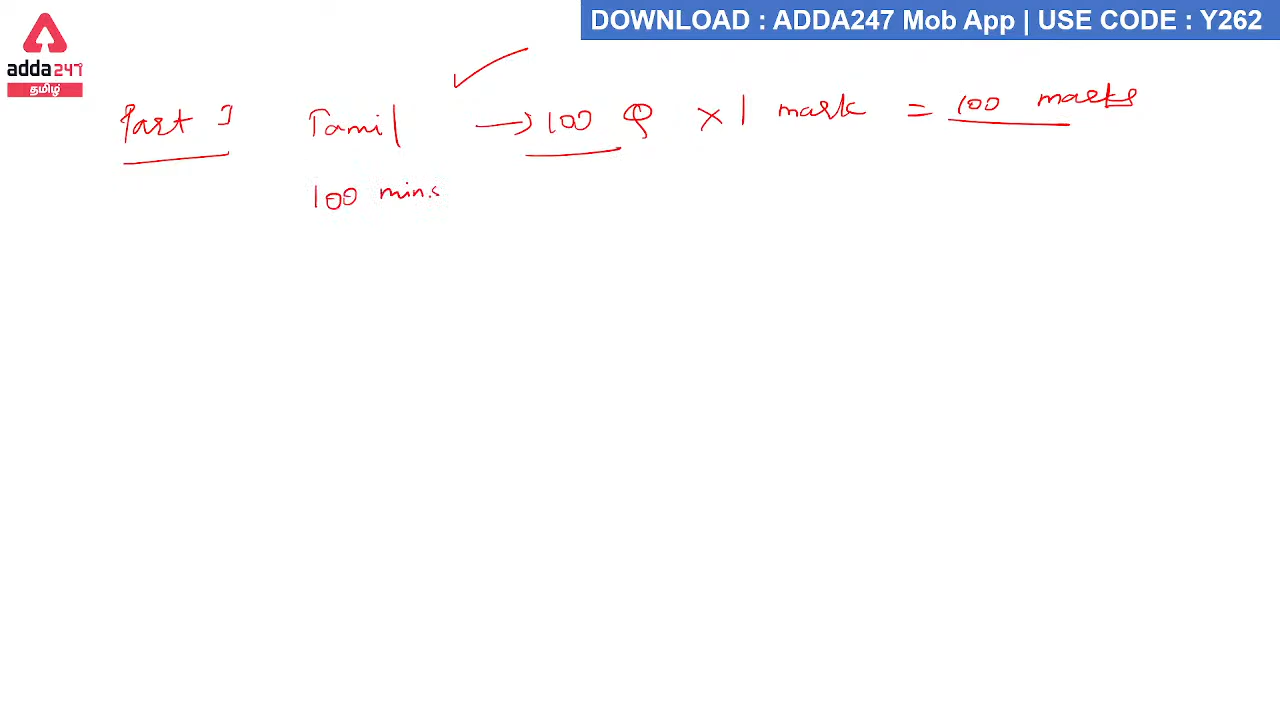 DOWNLOAD : ADDA247 Mob App | USE CODE : Y262
adda247
தமிழ்
Part I Tamil → 100 Q × 1 mark = 100 marks
100 mins